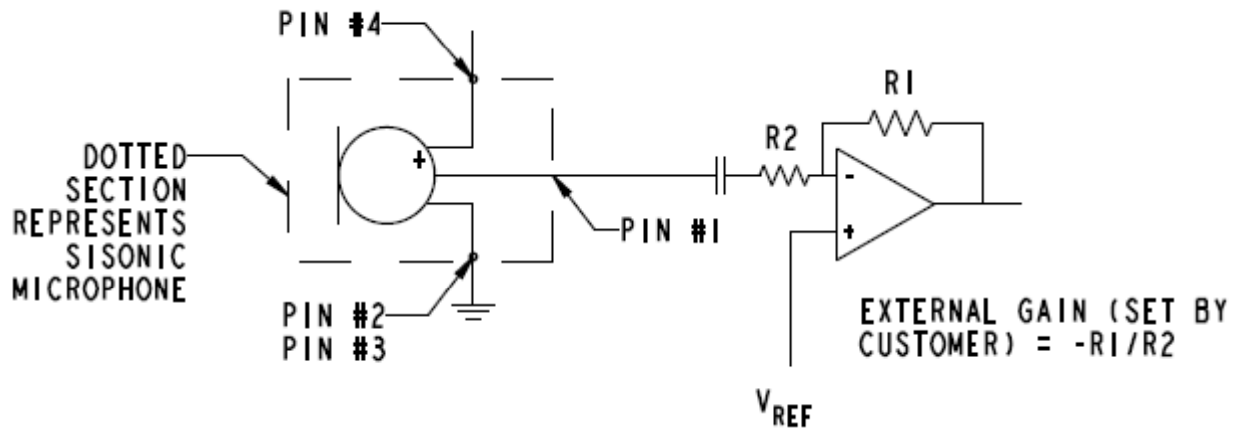 PIN #4
R1
R2
DOTTED
SECTION
REPRESENTS
SISONIC
MICROPHONE
+
-
+
PIN #1
PIN #2
PIN #3
EXTERNAL GAIN (SET BY
CUSTOMER) = -R1/R2
VREF